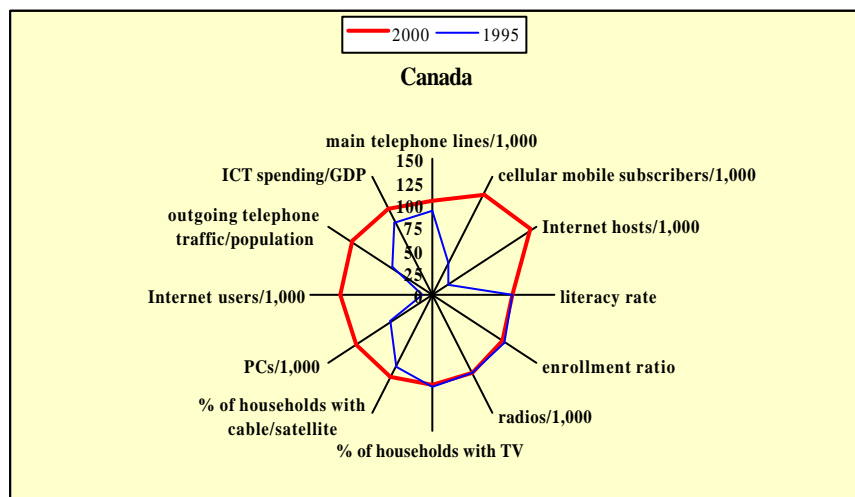 2000 1995
Canada
main telephone lines/1,000
150
ICT spending/GDP
cellular mobile subscribers/1,000
125
100
outgoing telephone
traffic/population
Internet hosts/1,000
75
50
25
Internet users/1,000
0
literacy rate
PCs/1,000
enrollment ratio
% of households with
cable/satellite
radios/1,000
% of households with TV